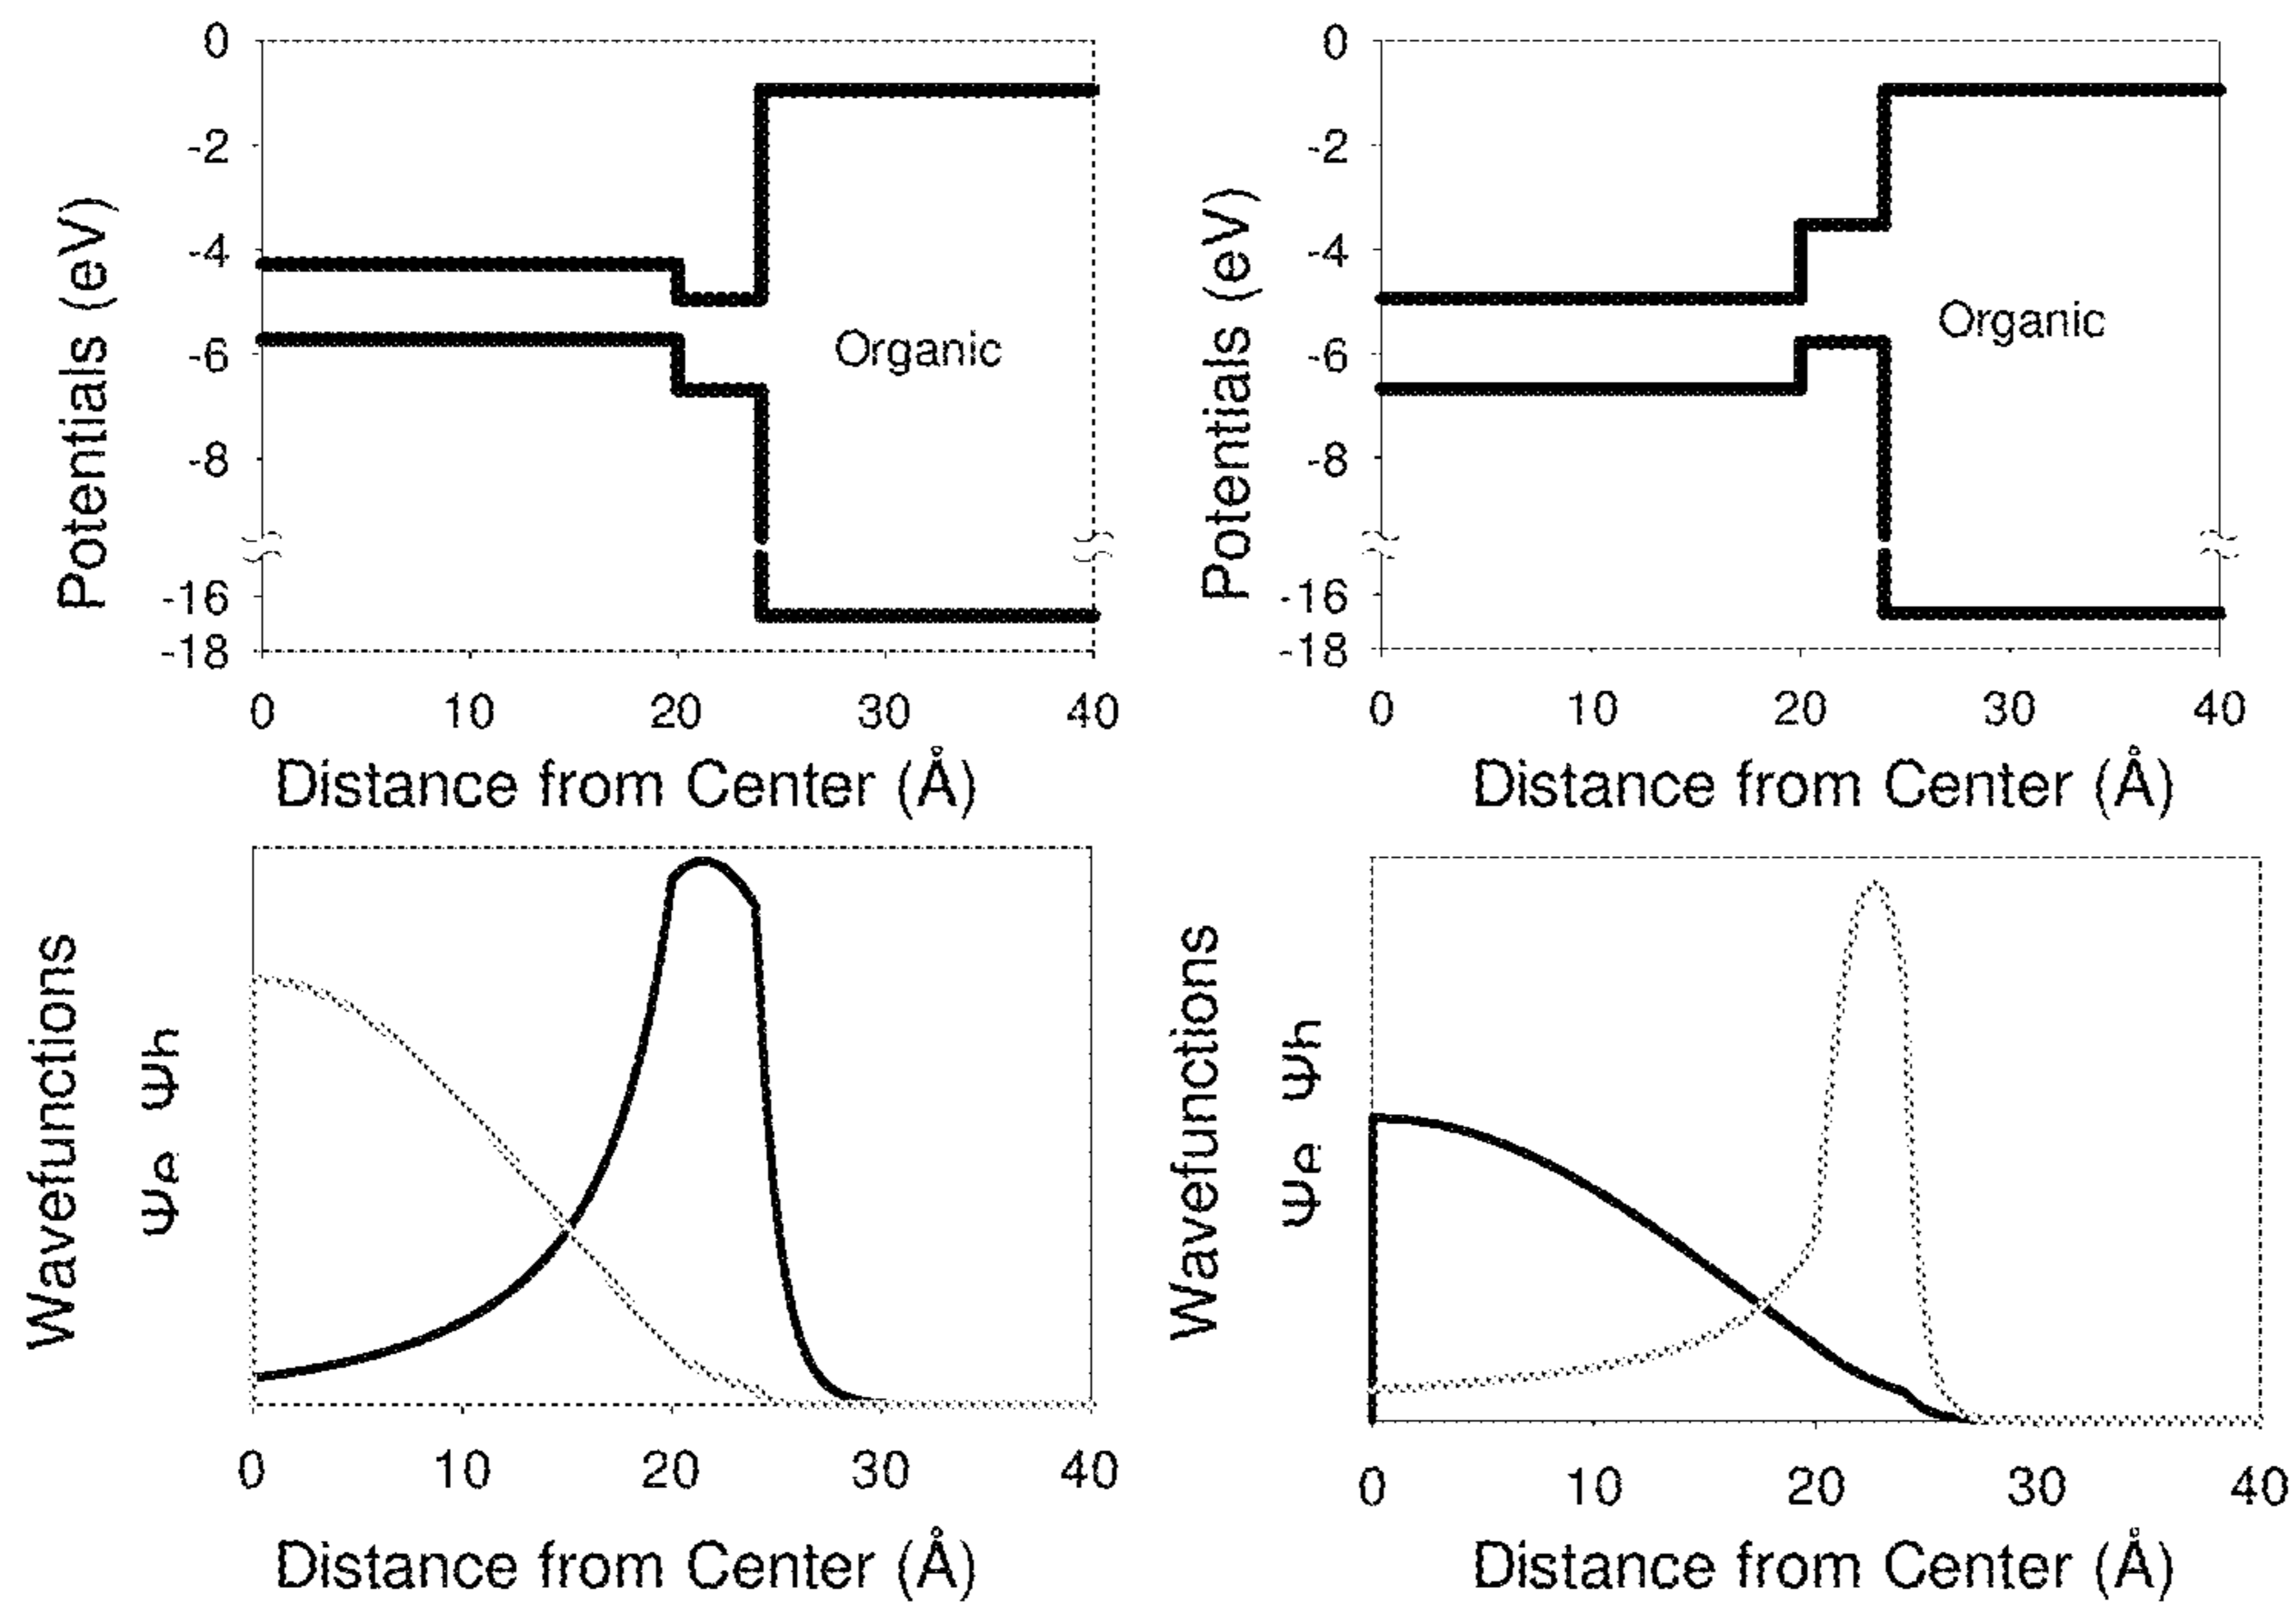 Potentials (eV)
0
-2
-4
-6
-8
-16
-18
Organic
0 10 20 30 40
Distance from Center (Å)
Potentials (eV)
0
-2
-4
-6
-8
-16
-18
Organic
0 10 20 30 40
Distance from Center (Å)
Wavefunctions
Ψe Ψh
0 10 20 30 40
Distance from Center (Å)
Wavefunctions
Ψe Ψh
0 10 20 30 40
Distance from Center (Å)